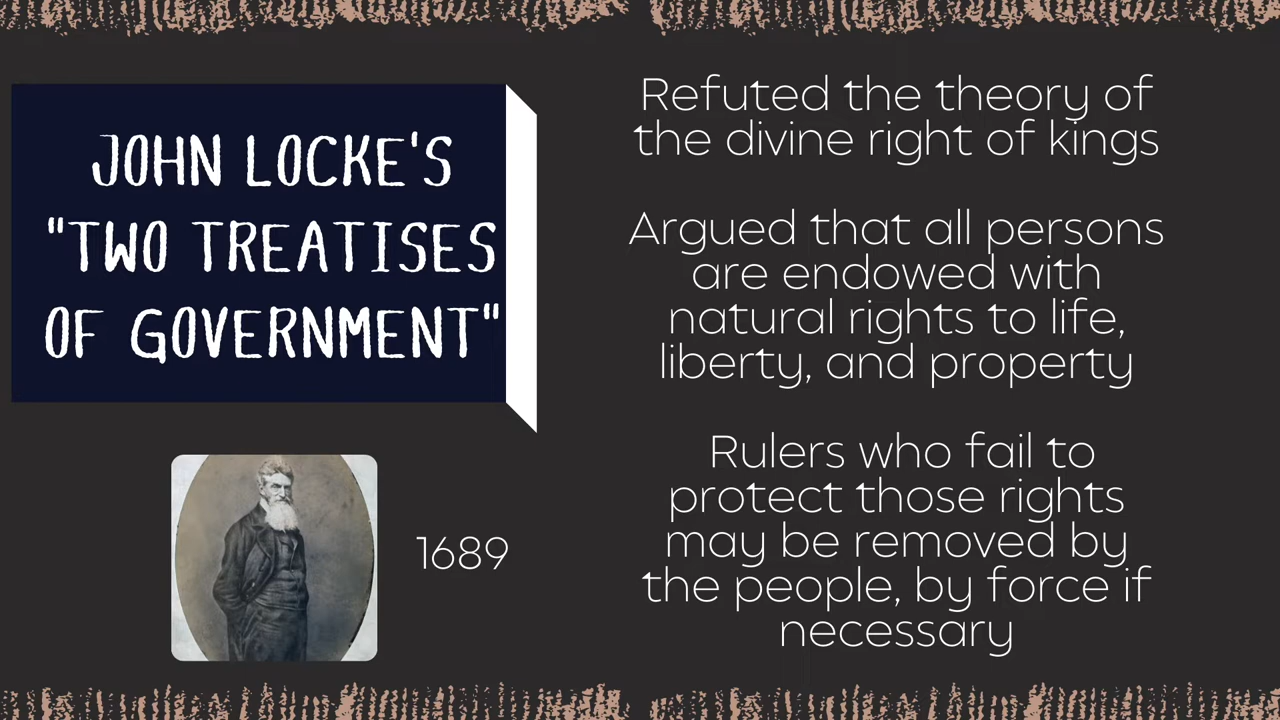 JOHN LOCKE'S
"TWO TREATISES
OF GOVERNMENT"
1689
Refuted the theory of
the divine right of kings
Argued that all persons
are endowed with
natural rights to life,
liberty, and property
Rulers who fail to
protect those rights
may be removed by
the people, by force if
necessary